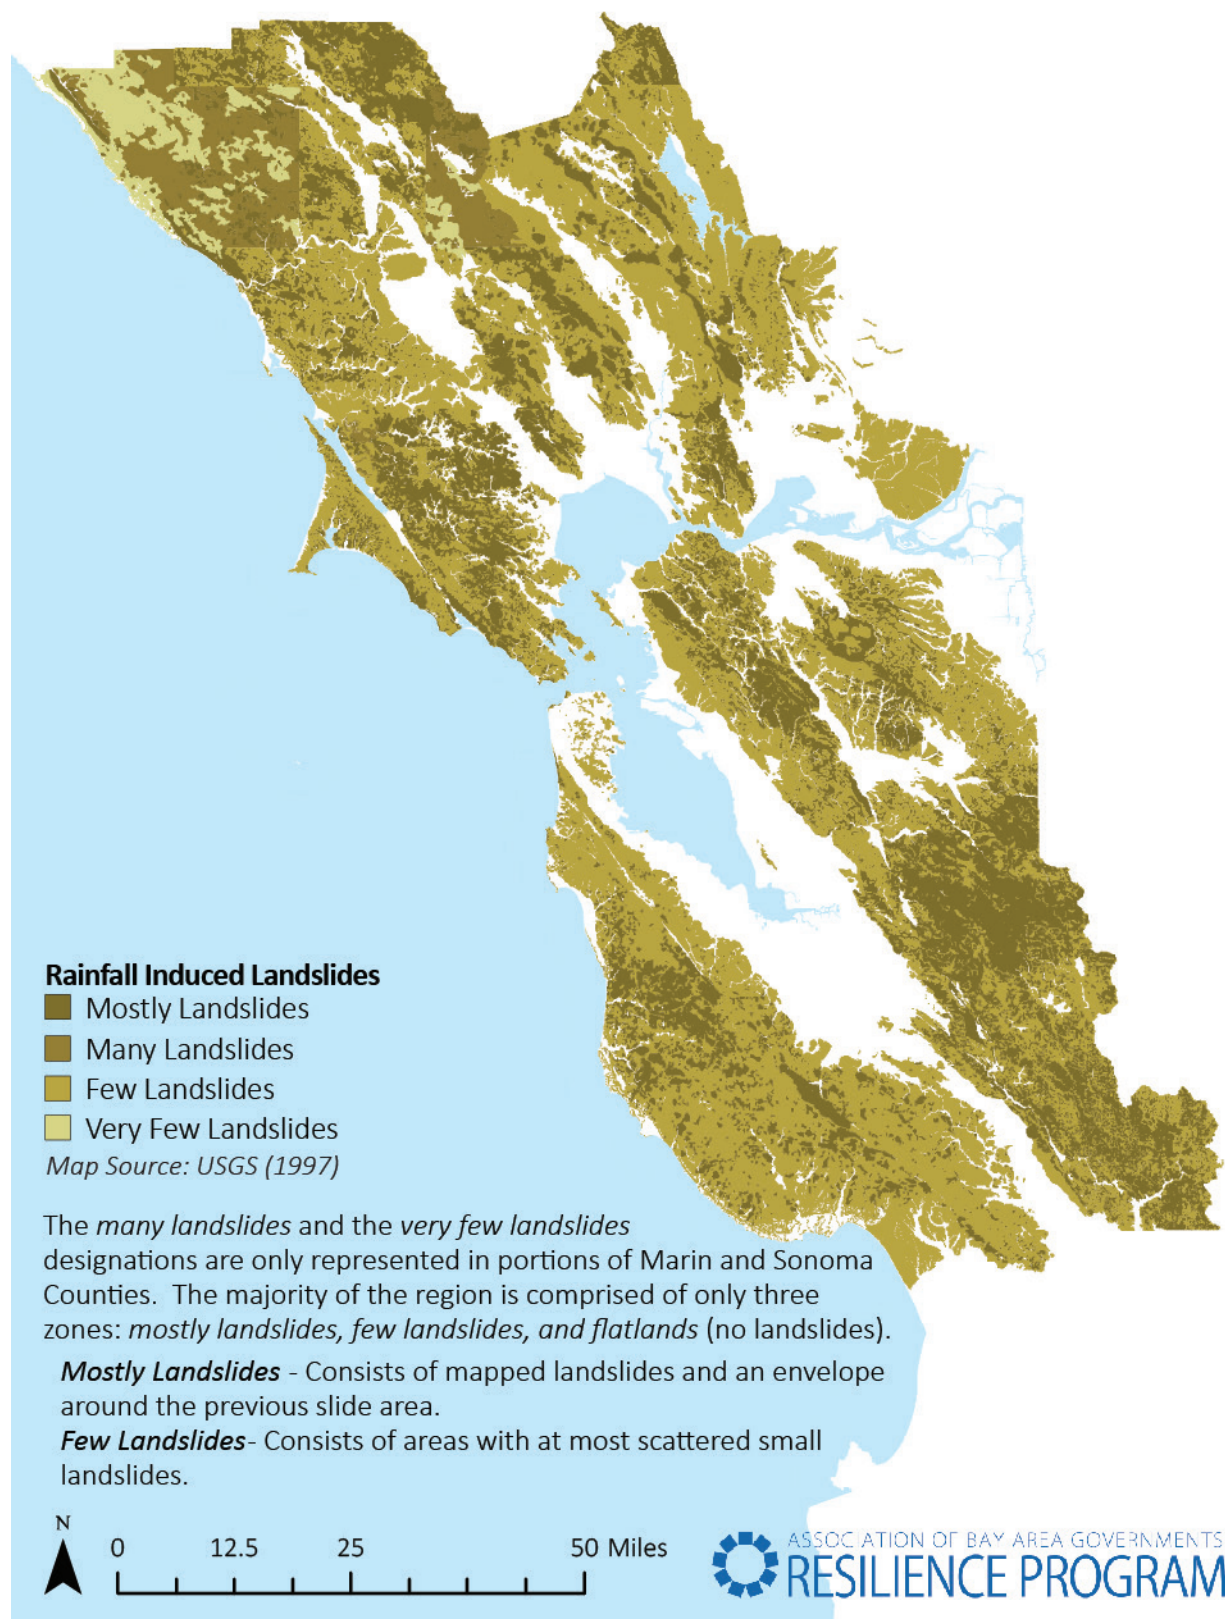 Rainfall Induced Landslides
Mostly Landslides
Many Landslides
Few Landslides
Very Few Landslides
Map Source: USGS (1997)
The many landslides and the very few landslides
designations are only represented in portions of Marin and Sonoma
Counties.  The majority of the region is comprised of only three
zones: mostly landslides, few landslides, and flatlands (no landslides).
Mostly Landslides - Consists of mapped landslides and an envelope
around the previous slide area.
Few Landslides- Consists of areas with at most scattered small
landslides.
N
0 12.5 25 50 Miles
ASSOCIATION OF BAY AREA GOVERNMENTS
RESILIENCE PROGRAM